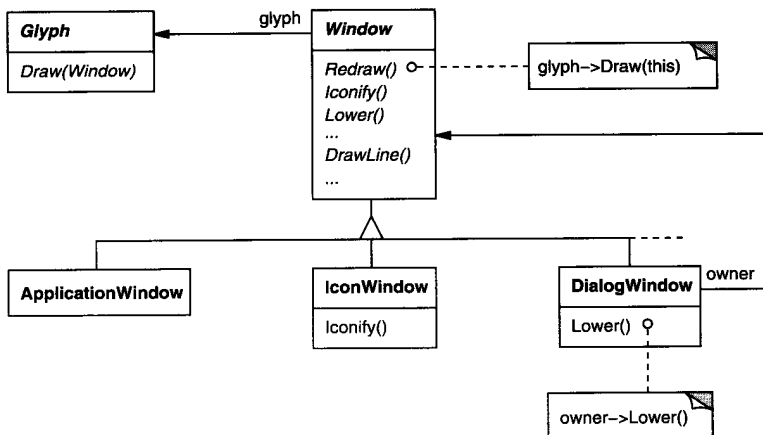 glyph
Glyph
Window
Draw(Window)
Redraw()
glyph–>Draw(this)
Iconify()
Lower()
...
DrawLine()
...
ApplicationWindow
IconWindow
DialogWindow
owner
Iconify()
Lower()
owner–>Lower()